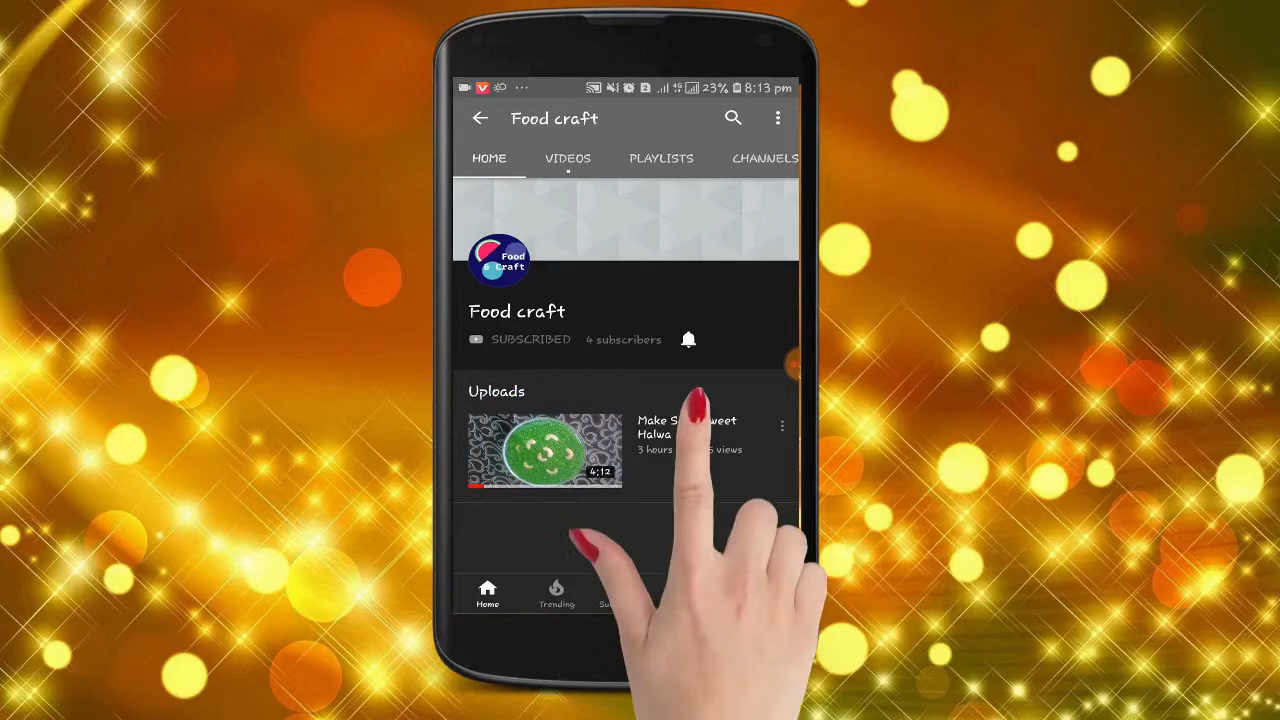 23% 8:13 pm
Food craft
HOME VIDEOS PLAYLISTS CHANNELS
Food
& Craft
Food craft
SUBSCRIBED 4 subscribers
Uploads
Make
Halwa
3 hours views
4:12
Home Trending